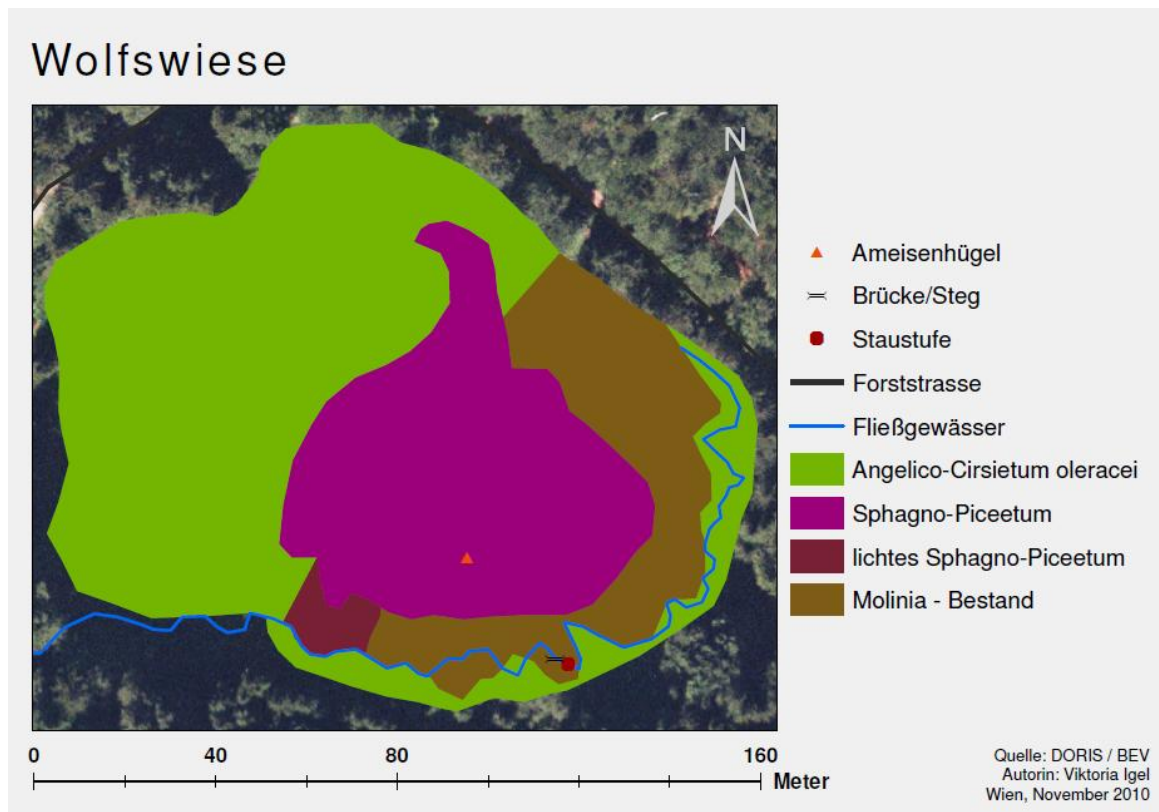 Wolfswiese
N
Ameisenhügel
Brücke/Steg
Staustufe
Forststrasse
Fließgewässer
Angelico-Cirsietum oleracei
Sphagno-Piceetum
lichtes Sphagno-Piceetum
Molinia - Bestand
0 40 80 160
Meter
Quelle: DORIS / BEV
Autorin: Viktoria Igel
Wien, November 2010